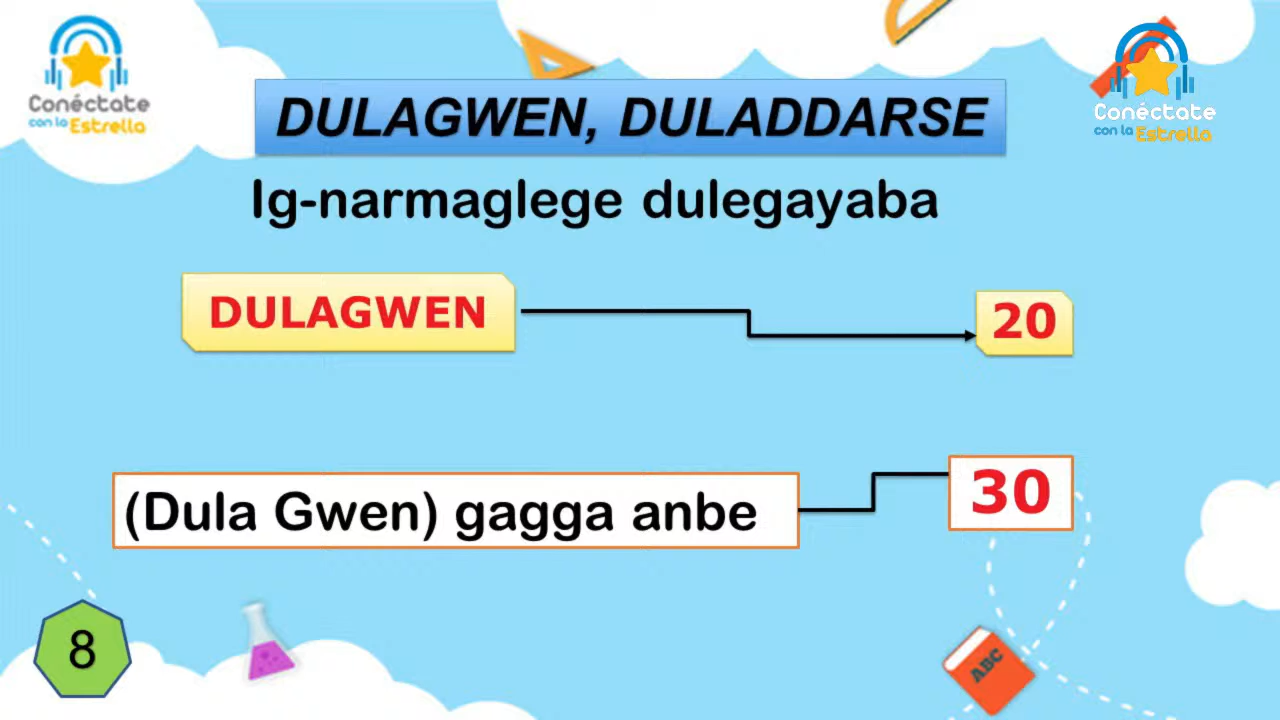 Conéctate
con la Estrella
Conéctate
con la Estrella
DULAGWEN, DULADDARSE
Ig-narmaglege dulegayaba
DULAGWEN
20
(Dula Gwen) gagga anbe
30
8
ABC